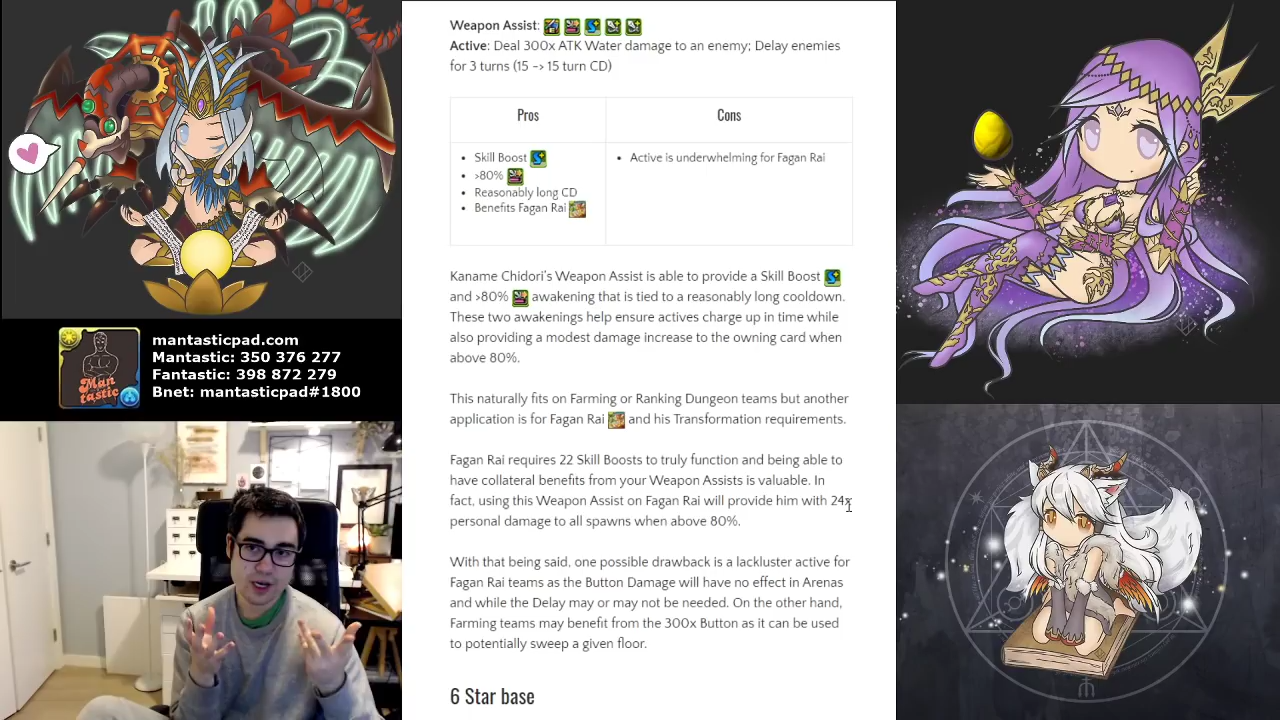 Weapon Assist:
Active: Deal 300x ATK Water damage to an enemy; Delay enemies
for 3 turns (15 -> 15 turn CD)
Pros
Cons
Skill Boost
>80%
Reasonably long CD
Benefits Fagan Rai
Active is underwhelming for Fagan Rai
Kaname Chidori's Weapon Assist is able to provide a Skill Boost
and >80% awakening that is tied to a reasonably long cooldown.
These two awakenings help ensure actives charge up in time while
also providing a modest damage increase to the owning card when
above 80%.
This naturally fits on Farming or Ranking Dungeon teams but another
application is for Fagan Rai and his Transformation requirements.
Fagan Rai requires 22 Skill Boosts to truly function and being able to
have collateral benefits from your Weapon Assists is valuable. In
fact, using this Weapon Assist on Fagan Rai will provide him with 24x
personal damage to all spawns when above 80%.
With that being said, one possible drawback is a lackluster active for
Fagan Rai teams as the Button Damage will have no effect in Arenas
and while the Delay may or may not be needed. On the other hand,
Farming teams may benefit from the 300x Button as it can be used
to potentially sweep a given floor.
6 Star base
Man
tastic
mantasticpad.com
Mantastic: 350 376 277
Fantastic: 398 872 279
Bnet: mantasticpad#1800